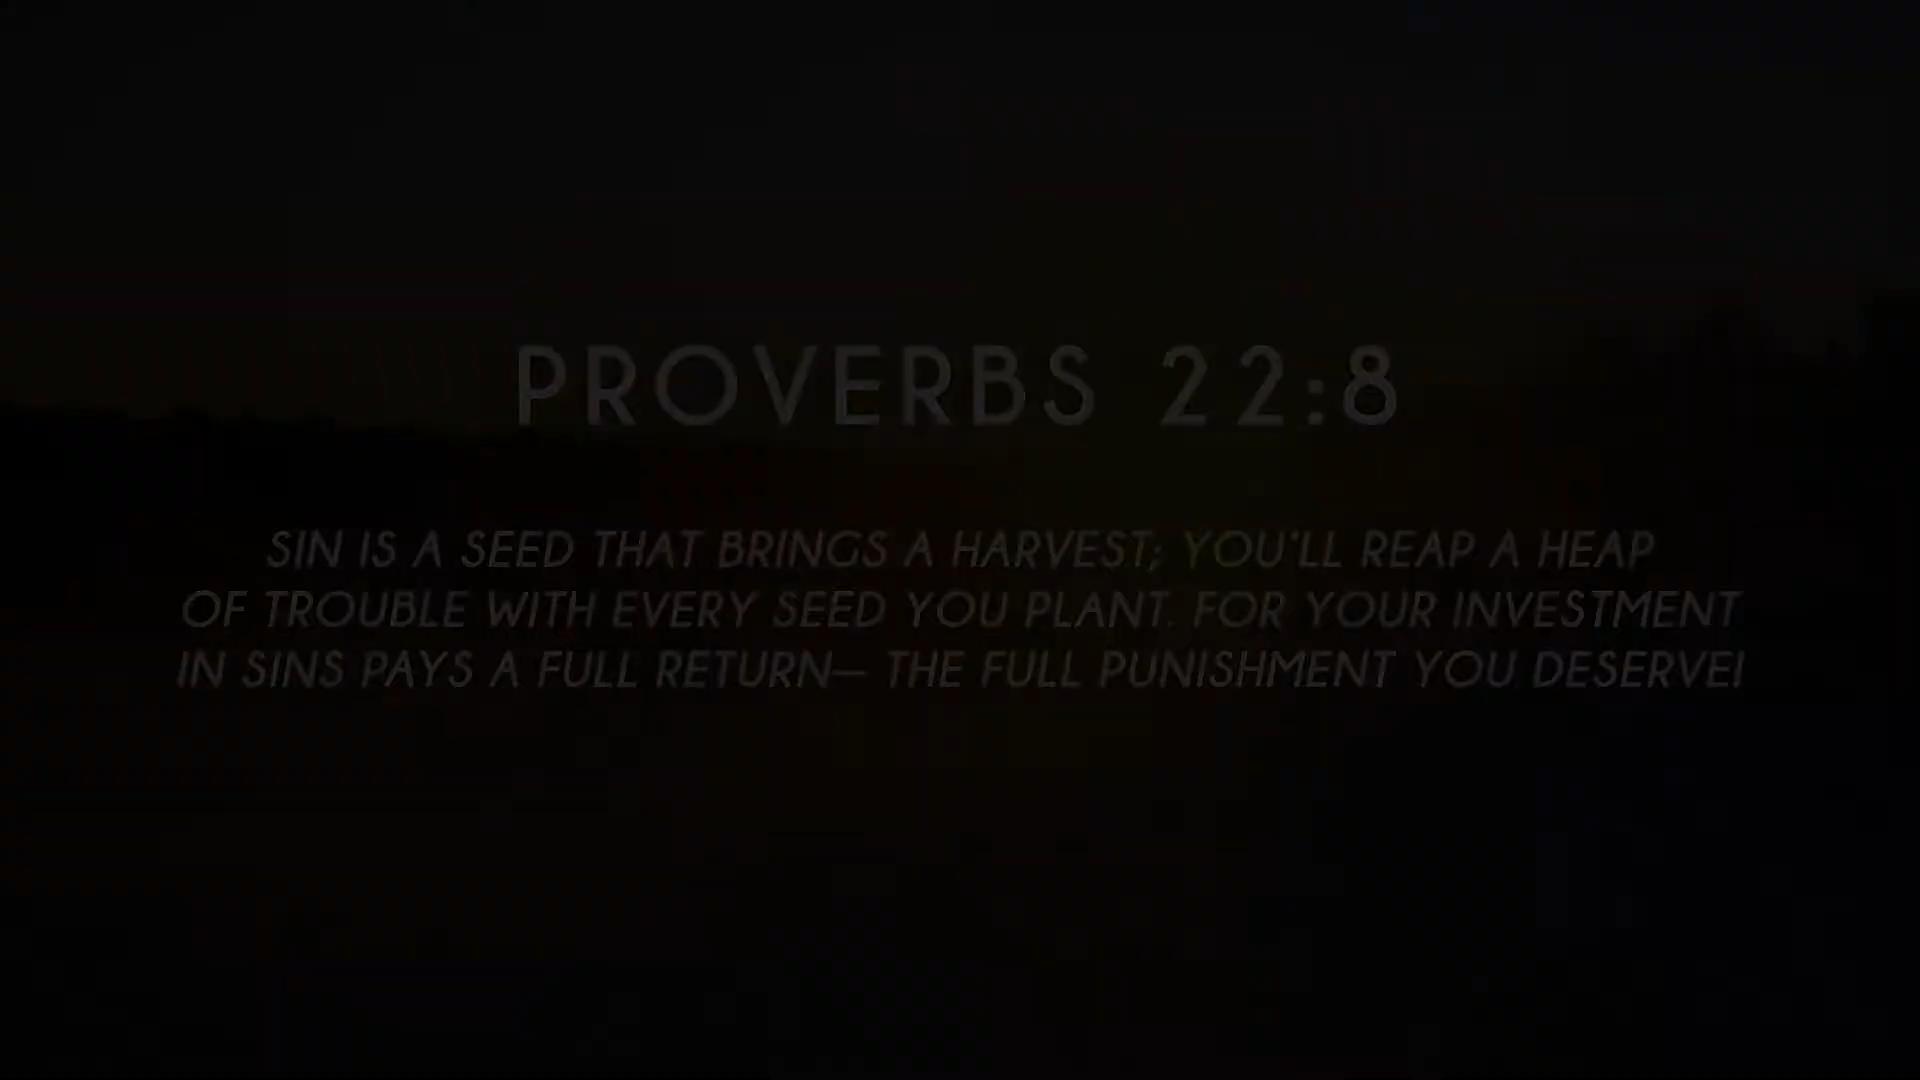 PROVERBS 22:8
SIN IS A SEED THAT BRINGS A HARVEST; YOU'LL REAP A HEAP
OF TROUBLE WITH EVERY SEED YOU PLANT. FOR YOUR INVESTMENT
IN SINS PAYS A FULL RETURN— THE FULL PUNISHMENT YOU DESERVE!